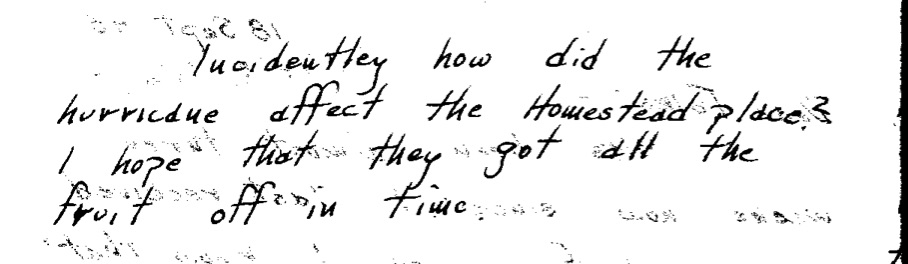 Incidentley how did the
hurricane affect the Homestead place?
I hope that they got all the
fruit off in time.